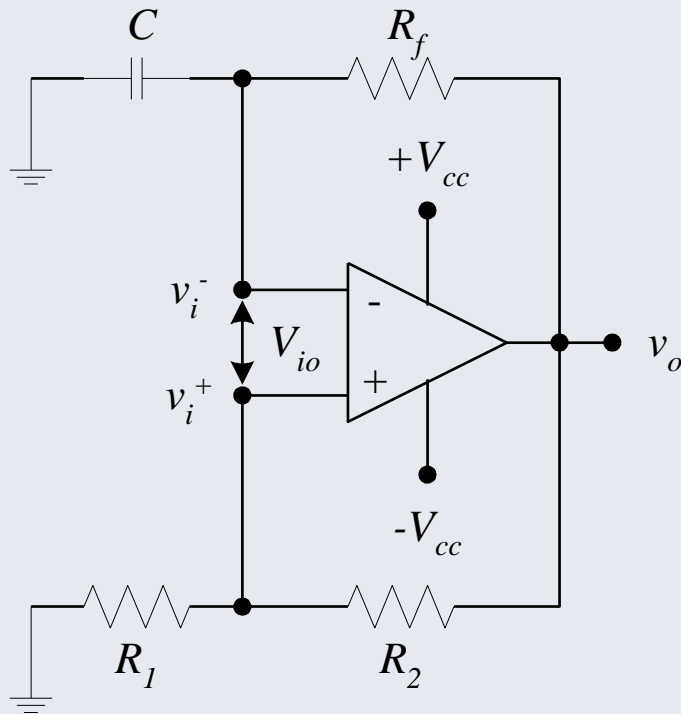 C
R_f
+V_cc
v_i^-
-
V_io
v_o
v_i^+
+
-V_cc
R_1
R_2